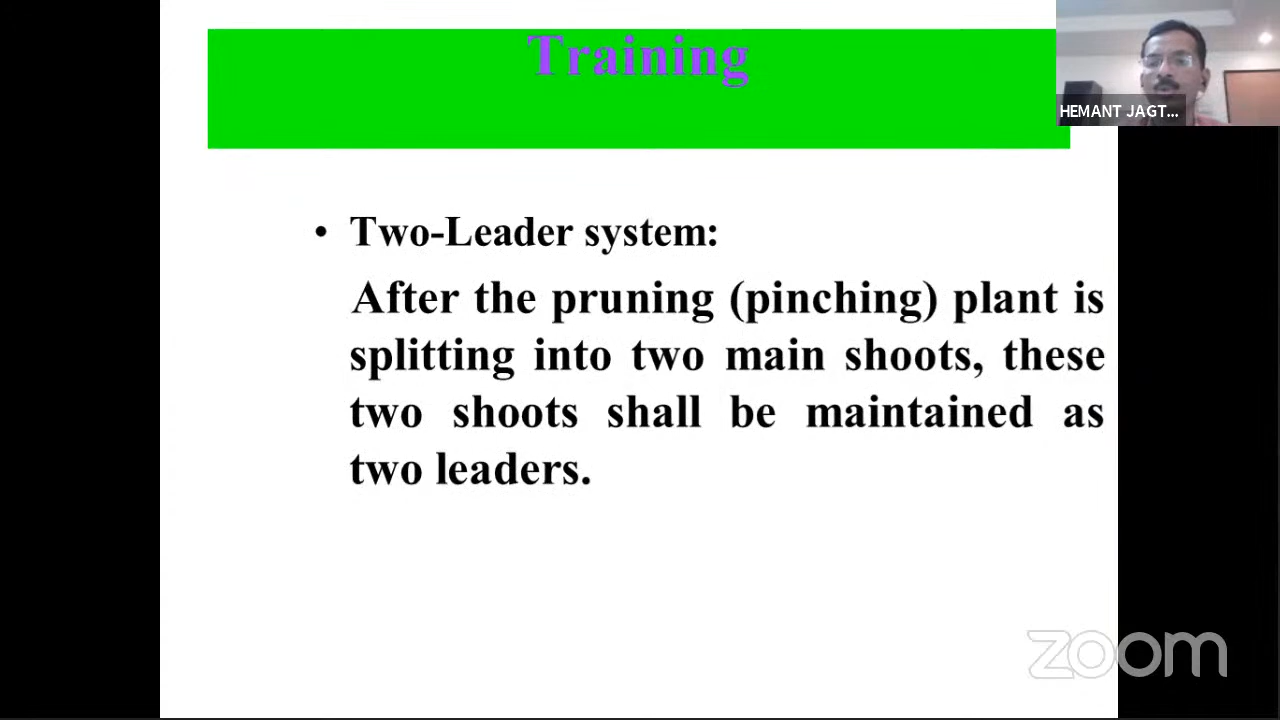 Training
HEMANT JAGT...
• Two-Leader system:
After the pruning (pinching) plant is
splitting into two main shoots, these
two shoots shall be maintained as
two leaders.
zoom